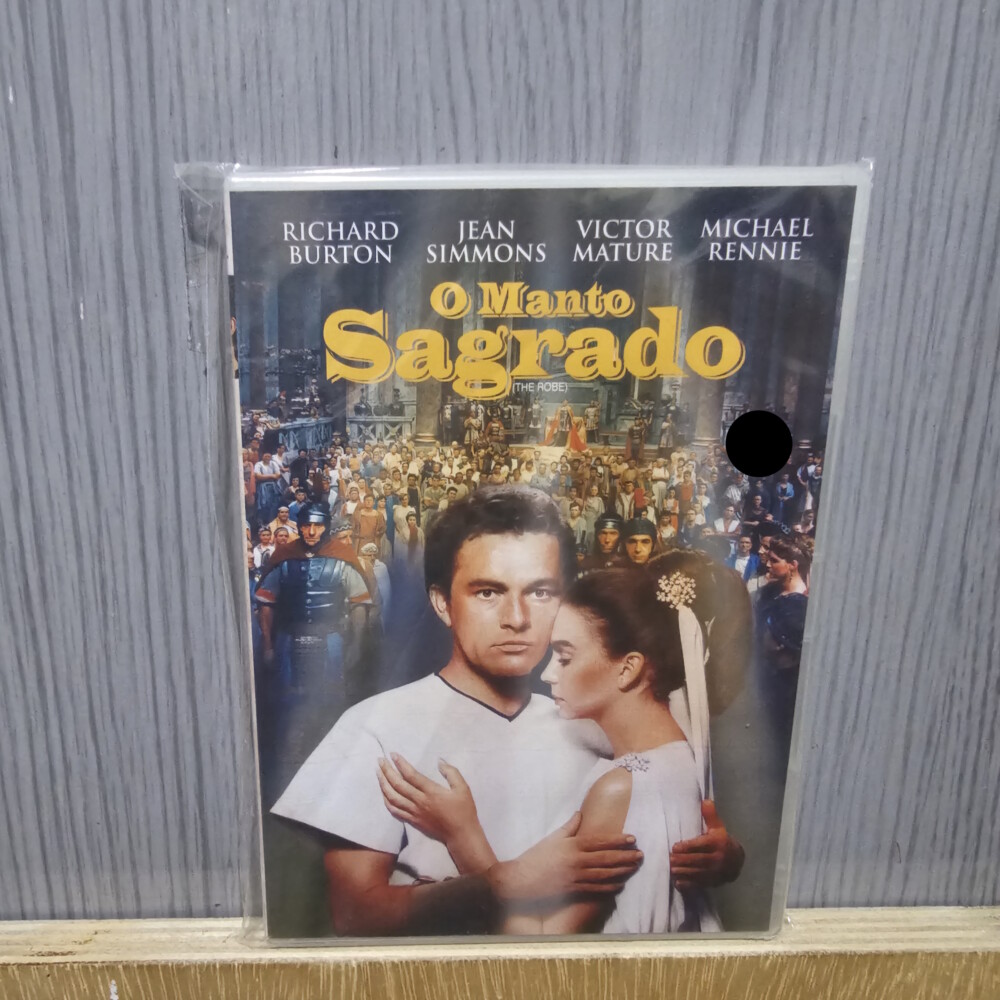 RICHARD BURTON
JEAN SIMMONS
VICTOR MATURE
MICHAEL RENNIE
O Manto
Sagrado
(THE ROBE)